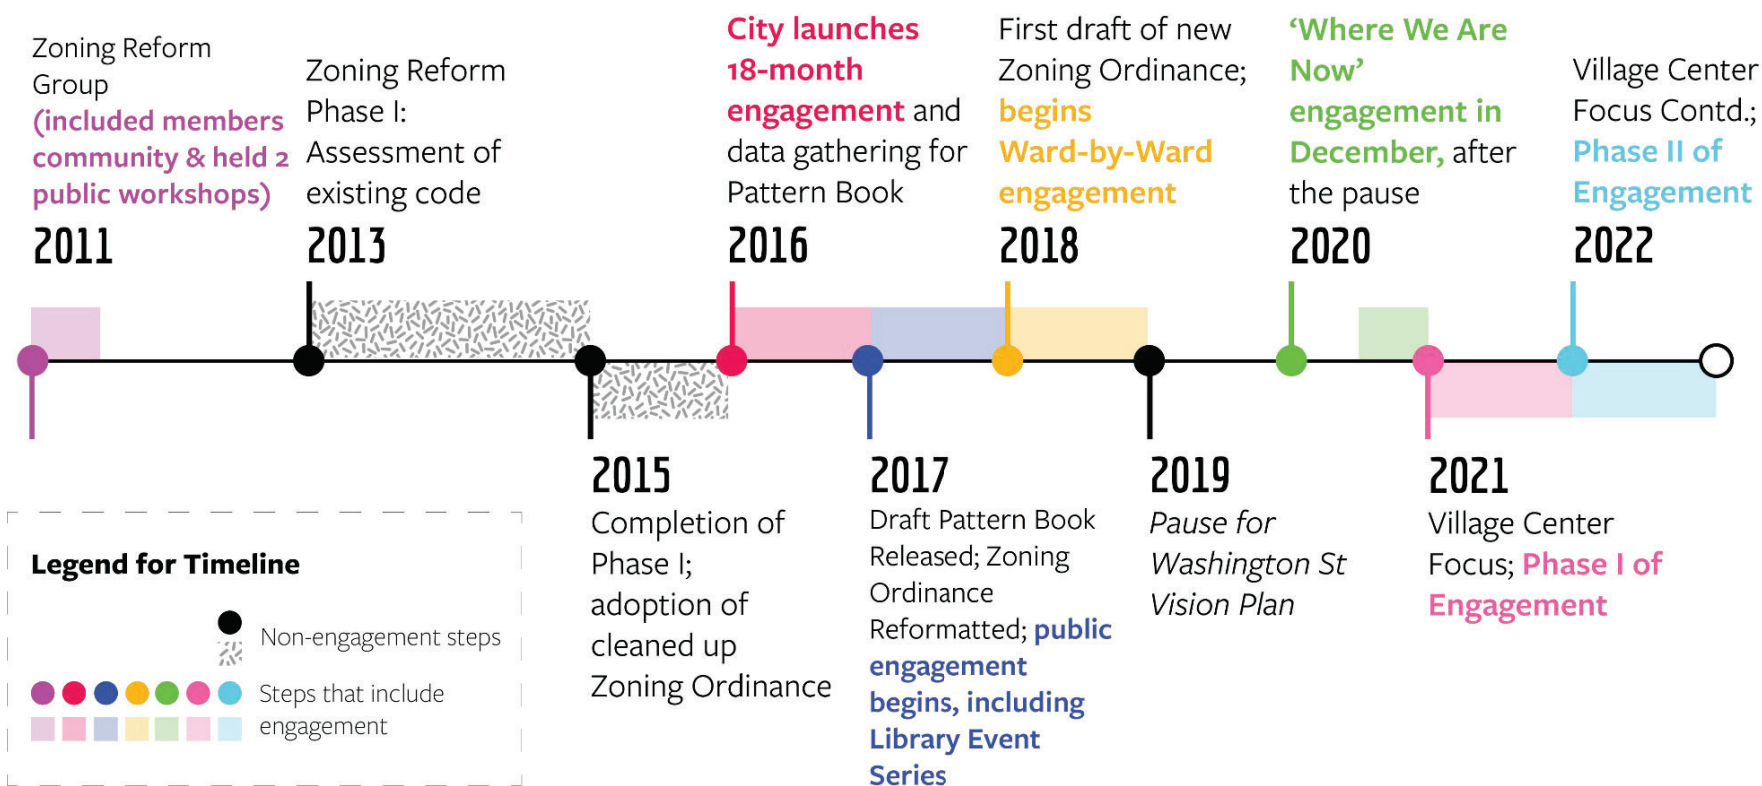 Zoning Reform
Group
(included members
community & held 2
public workshops)
2011
Zoning Reform
Phase I:
Assessment of
existing code
2013
City launches
18-month
engagement and
data gathering for
Pattern Book
2016
First draft of new
Zoning Ordinance;
begins
Ward-by-Ward
engagement
2018
‘Where We Are
Now’
engagement in
December, after
the pause
2020
Village Center
Focus Contd.;
Phase II of
Engagement
2022
2015
Completion of
Phase I;
adoption of
cleaned up
Zoning Ordinance
2017
Draft Pattern Book
Released; Zoning
Ordinance
Reformatted; public
engagement
begins, including
Library Event
Series
2019
Pause for
Washington St
Vision Plan
2021
Village Center
Focus; Phase I of
Engagement
Legend for Timeline
Non-engagement steps
Steps that include
engagement